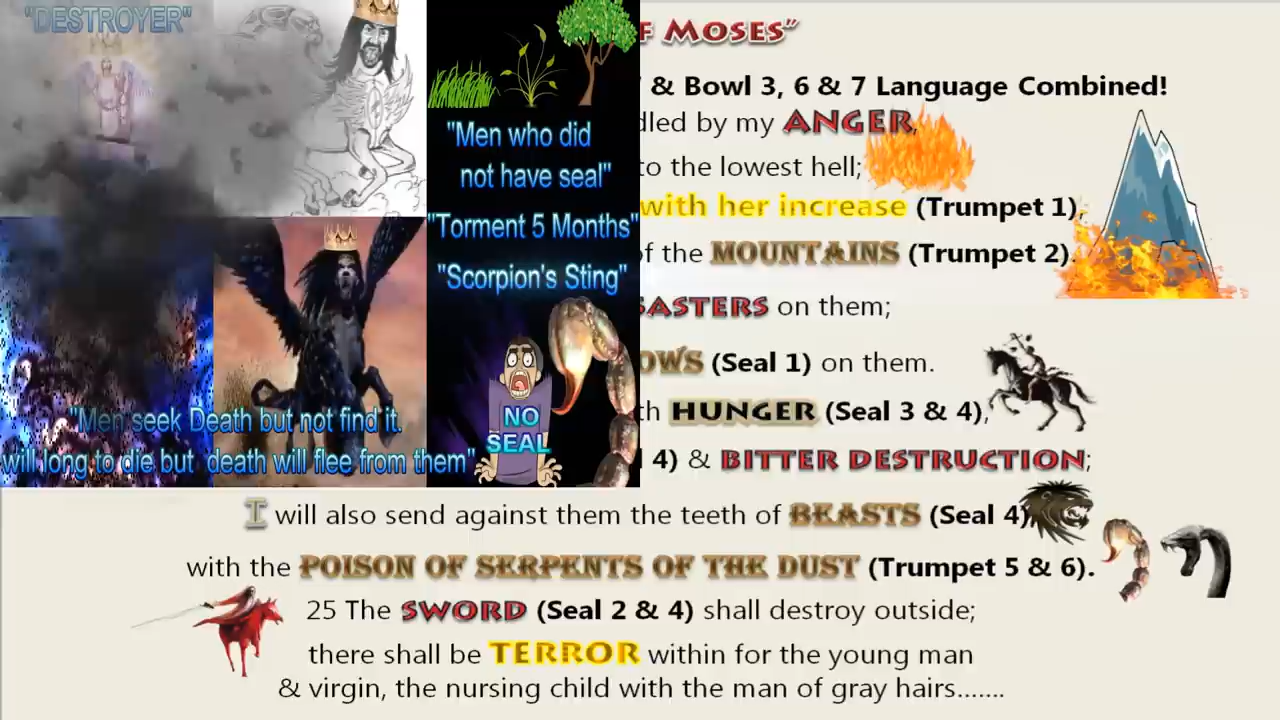 "DESTROYER"
F MOSES”
& Bowl 3, 6 & 7 Language Combined!
dled by my ANGER,
to the lowest hell;
with her increase (Trumpet 1),
of the MOUNTAINS (Trumpet 2).
SASTERS on them;
OWS (Seal 1) on them.
th HUNGER (Seal 3 & 4),
4) & BITTER DESTRUCTION;
"Men who did
not have seal"
"Torment 5 Months"
"Scorpion's Sting"
NO
SEAL
"Men seek Death but not find it.
will long to die but death will flee from them"
I will also send against them the teeth of BEASTS (Seal 4),
with the POISON OF SERPENTS OF THE DUST (Trumpet 5 & 6).
25 The SWORD (Seal 2 & 4) shall destroy outside;
there shall be TERROR within for the young man
& virgin, the nursing child with the man of gray hairs.......